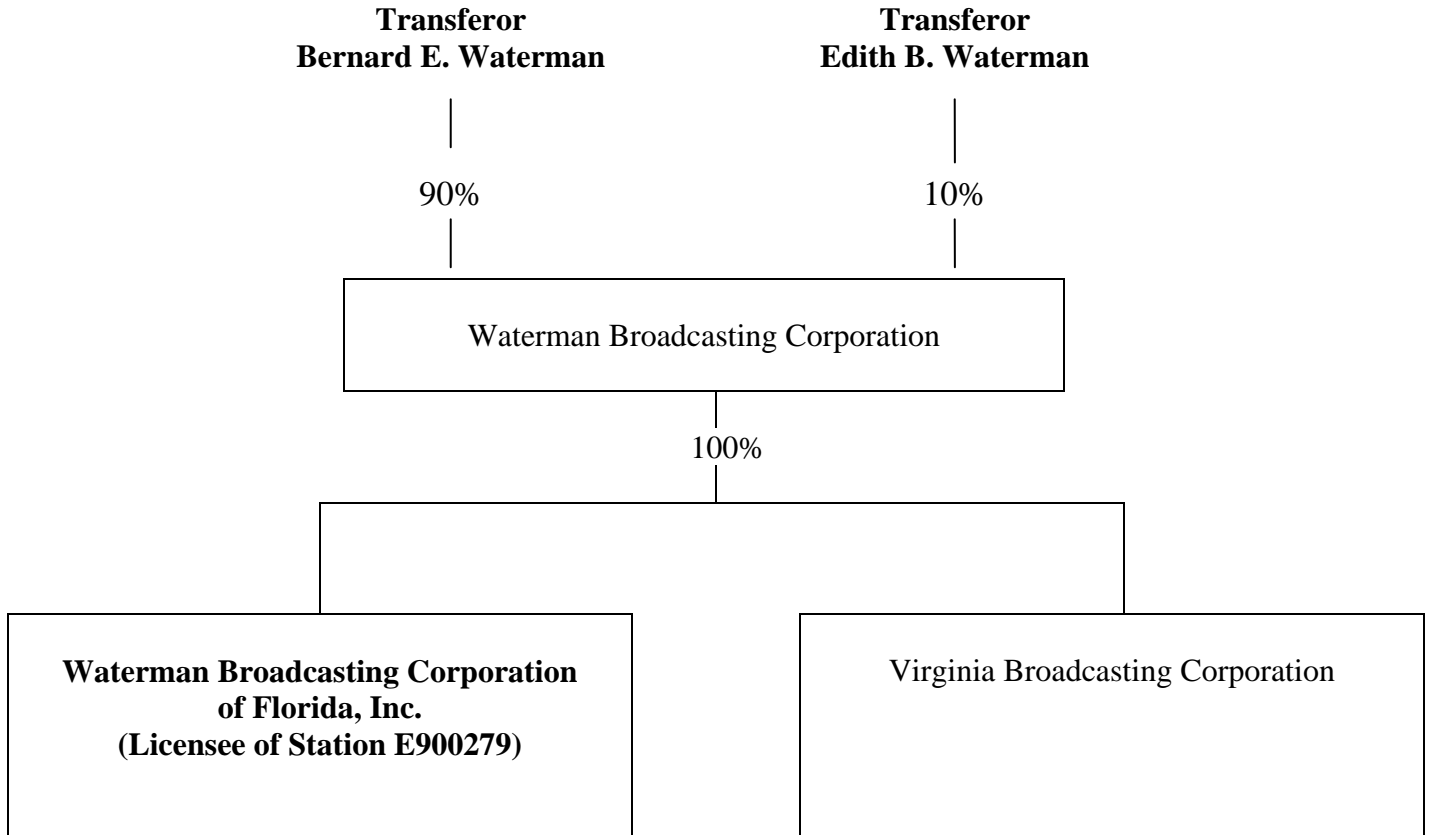 Transferor
Bernard E. Waterman
Transferor
Edith B. Waterman
90%
10%
Waterman Broadcasting Corporation
100%
Waterman Broadcasting Corporation
of Florida, Inc.
(Licensee of Station E900279)
Virginia Broadcasting Corporation